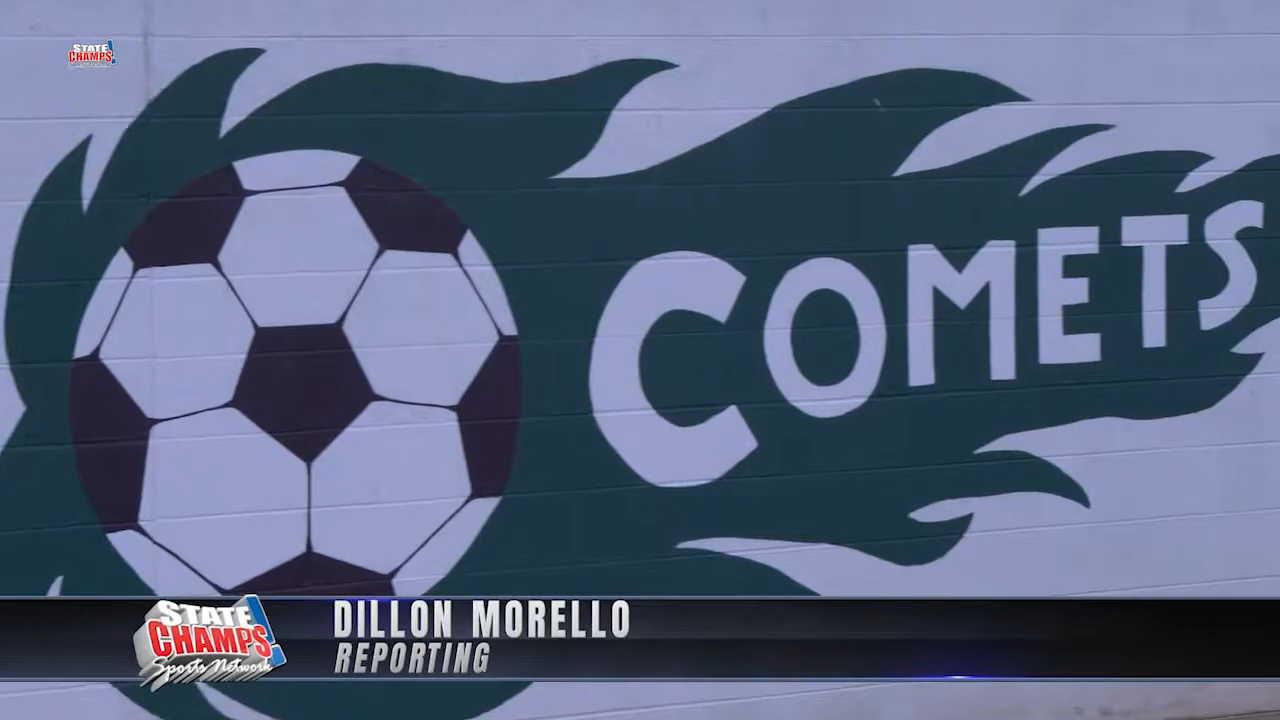 STATE
CHAMPS
COMETS
STATE
CHAMPS
Sports Network
DILLON MORELLO
REPORTING